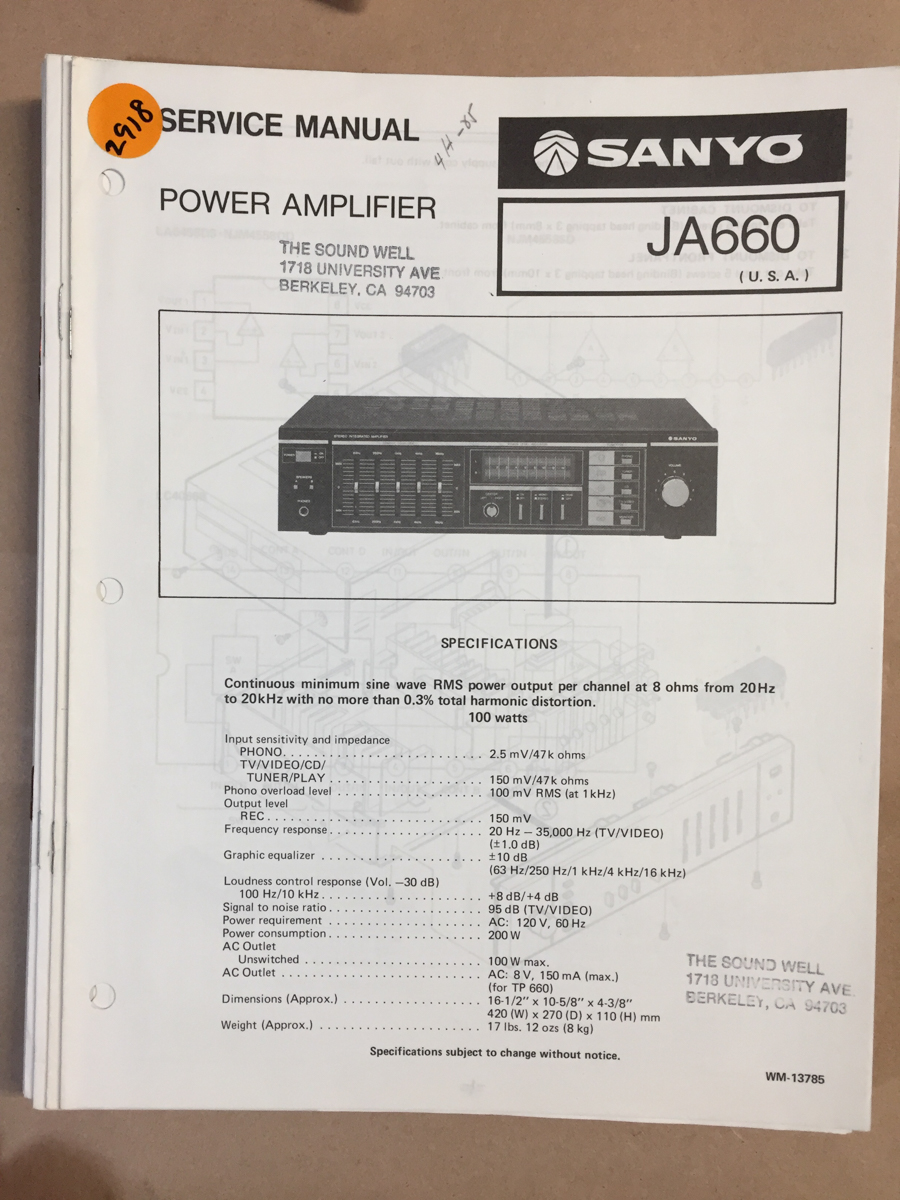 2918
SERVICE MANUAL
SANYO
POWER AMPLIFIER
JA660
( U. S. A. )
THE SOUND WELL
1718 UNIVERSITY AVE
BERKELEY, CA 94703
STEREO INTEGRATED AMPLIFIER
SANYO
SPECIFICATIONS
Continuous minimum sine wave RMS power output per channel at 8 ohms from 20Hz
to 20kHz with no more than 0.3% total harmonic distortion.
100 watts
Input sensitivity and impedance
PHONO. . . . . . . . . . . . . . . . . . . . . . . . . 2.5 mV/47k ohms
TV/VIDEO/CD/
TUNER/PLAY . . . . . . . . . . . . . . . . . . . 150 mV/47k ohms
Phono overload level . . . . . . . . . . . . . . . . . . 100 mV RMS (at 1kHz)
Output level
REC. . . . . . . . . . . . . . . . . . . . . . . . . . . 150 mV
Frequency response . . . . . . . . . . . . . . . . . . . 20 Hz – 35,000 Hz (TV/VIDEO)
(±1.0 dB)
Graphic equalizer . . . . . . . . . . . . . . . . . . . . ±10 dB
(63 Hz/250 Hz/1 kHz/4 kHz/16 kHz)
Loudness control response (Vol. –30 dB)
100 Hz/10 kHz . . . . . . . . . . . . . . . . . . . . +8 dB/+4 dB
Signal to noise ratio . . . . . . . . . . . . . . . . . . . 95 dB (TV/VIDEO)
Power requirement . . . . . . . . . . . . . . . . . . . AC: 120 V, 60 Hz
Power consumption . . . . . . . . . . . . . . . . . . . 200 W
AC Outlet
Unswitched . . . . . . . . . . . . . . . . . . . . . . 100 W max.
AC Outlet . . . . . . . . . . . . . . . . . . . . . . . . . AC: 8 V, 150 mA (max.)
(for TP 660)
Dimensions (Approx.) . . . . . . . . . . . . . . . . . 16-1/2" x 10-5/8" x 4-3/8"
420 (W) x 270 (D) x 110 (H) mm
Weight (Approx.) . . . . . . . . . . . . . . . . . . . . 17 lbs. 12 ozs (8 kg)
THE SOUND WELL
1718 UNIVERSITY AVE.
BERKELEY, CA 94703
Specifications subject to change without notice.
WM-13785